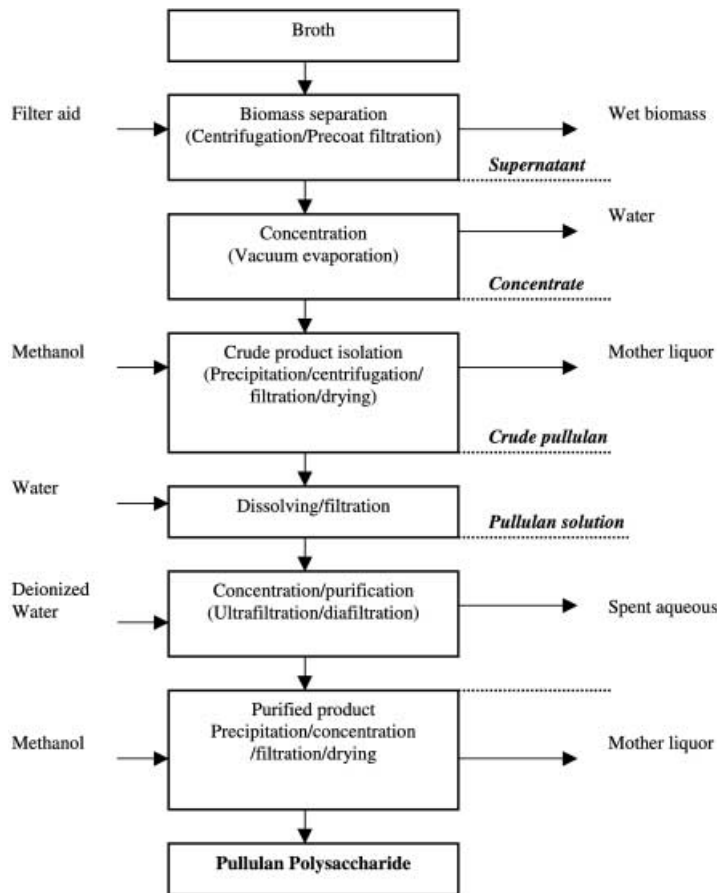 Broth
Filter aid
Biomass separation
(Centrifugation/Precoat filtration)
Wet biomass
Supernatant
Concentration
(Vacuum evaporation)
Water
Concentrate
Methanol
Crude product isolation
(Precipitation/centrifugation/
filtration/drying)
Mother liquor
Crude pullulan
Water
Dissolving/filtration
Pullulan solution
Deionized
Water
Concentration/purification
(Ultrafiltration/diafiltration)
Spent aqueous
Purified product
Precipitation/concentration
/filtration/drying
Methanol
Mother liquor
Pullulan Polysaccharide